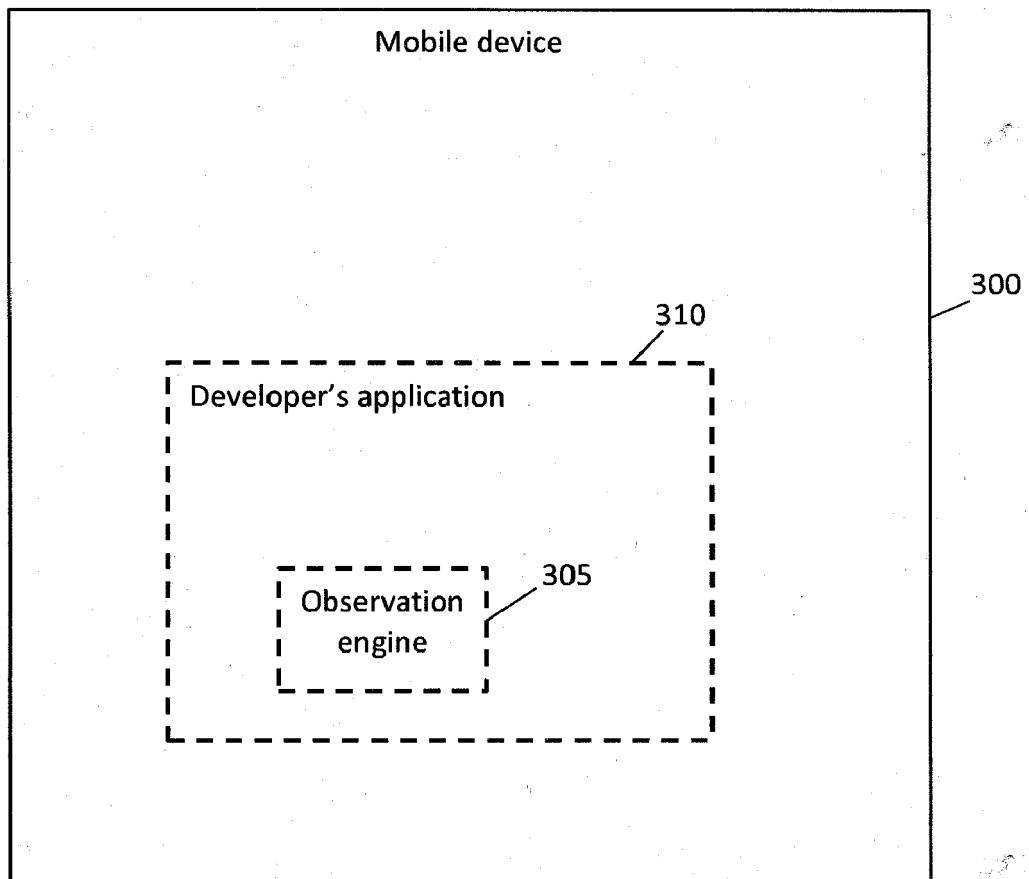 Mobile device
300
310
Developer's application
305
Observation
engine